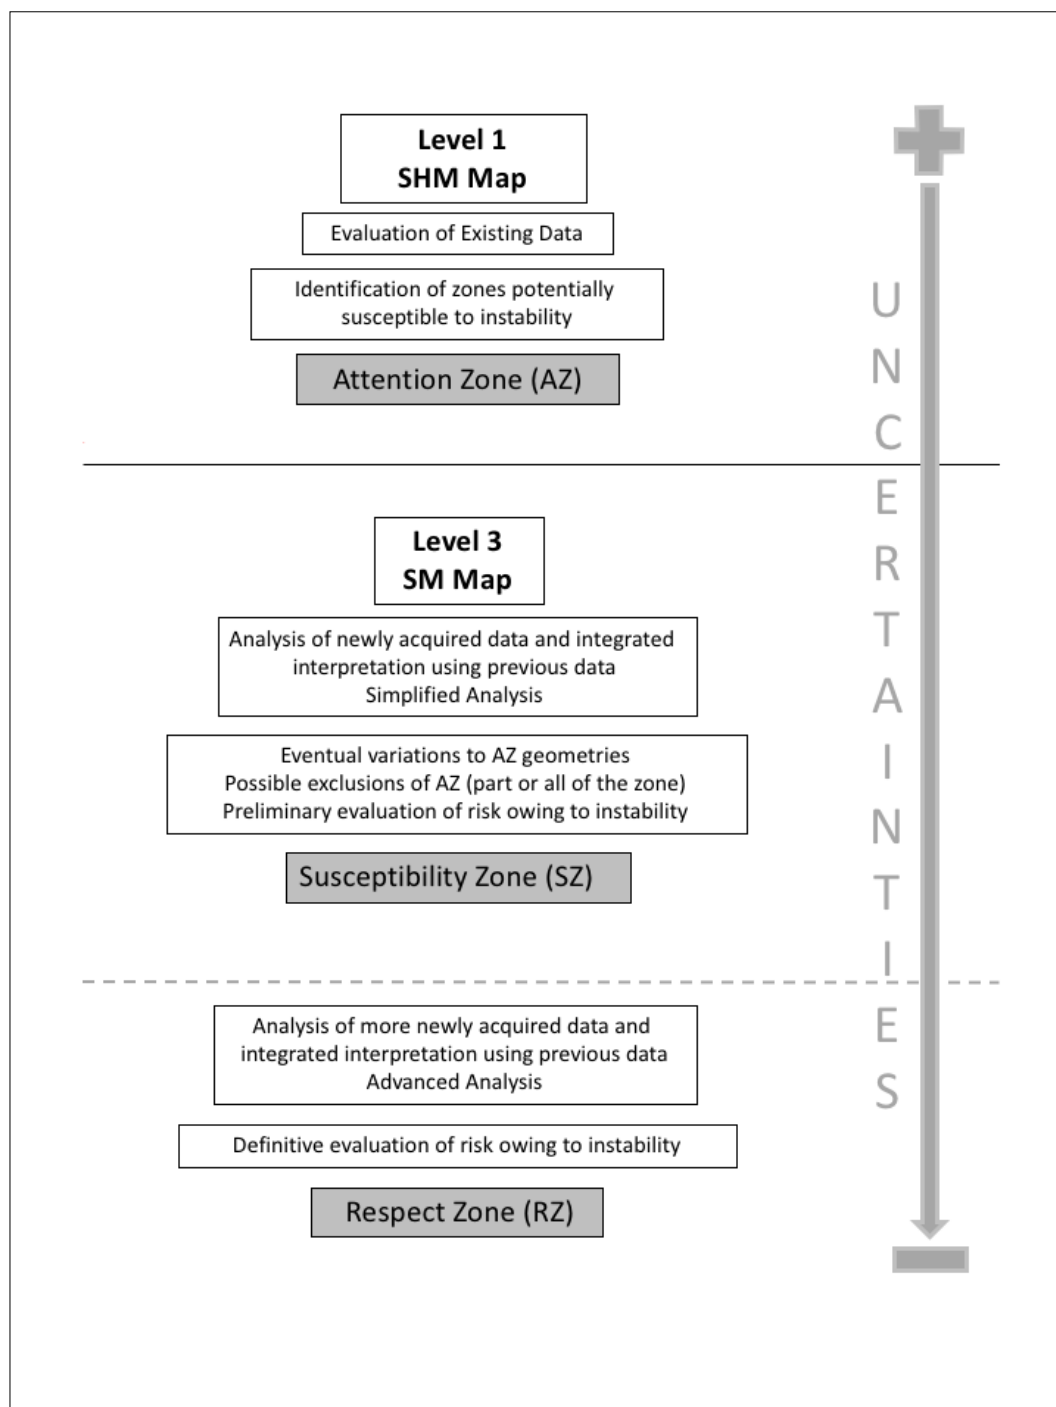 Level 1
SHM Map
Evaluation of Existing Data
Identification of zones potentially
susceptible to instability
Attention Zone (AZ)
Level 3
SM Map
Analysis of newly acquired data and integrated
interpretation using previous data
Simplified Analysis
Eventual variations to AZ geometries
Possible exclusions of AZ (part or all of the zone)
Preliminary evaluation of risk owing to instability
Susceptibility Zone (SZ)
Analysis of more newly acquired data and
integrated interpretation using previous data
Advanced Analysis
Definitive evaluation of risk owing to instability
Respect Zone (RZ)
UNCERTAINTIES